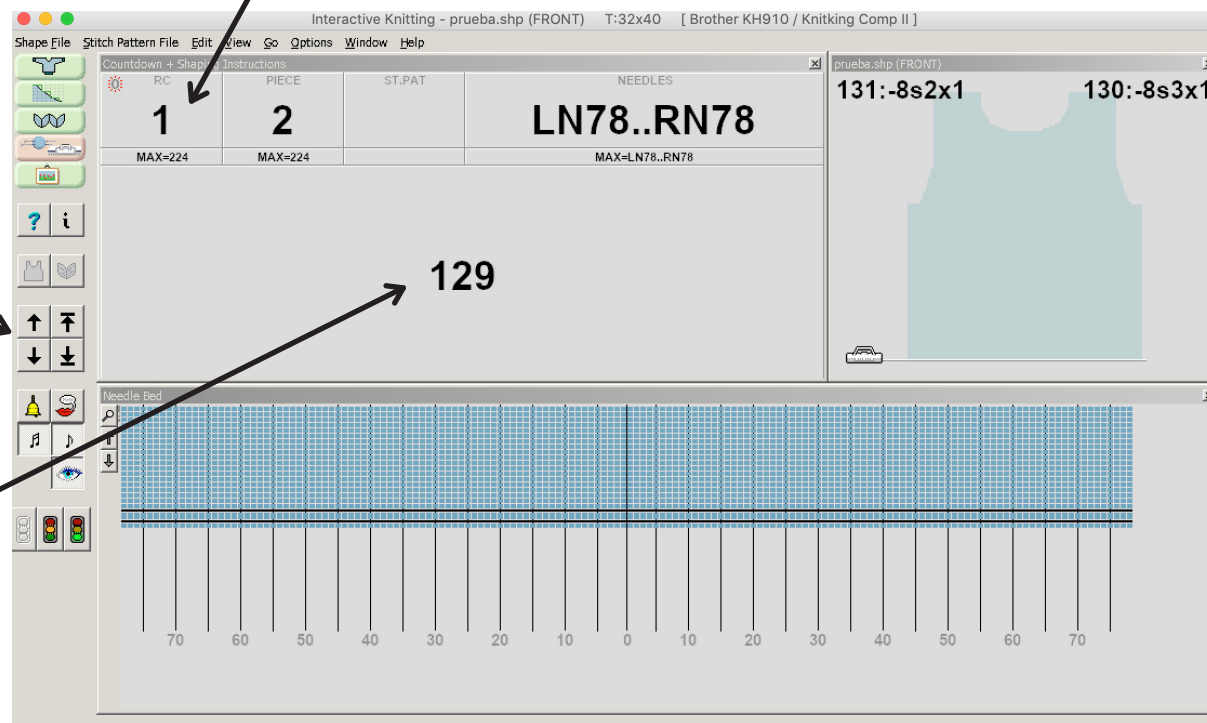 Interactive Knitting - prueba.shp (FRONT) T:32x40 [ Brother KH910 / Knitking Comp II ]
Shape File Stitch Pattern File Edit View Go Options Window Help
Countdown + Shaping Instructions
RC PIECE ST.PAT NEEDLES
1 2 LN78..RN78
MAX=224 MAX=224 MAX=LN78..RN78
129
prueba.shp (FRONT)
131:-8s2x1 130:-8s3x1
Needle Bed
70 60 50 40 30 20 10 0 10 20 30 40 50 60 70